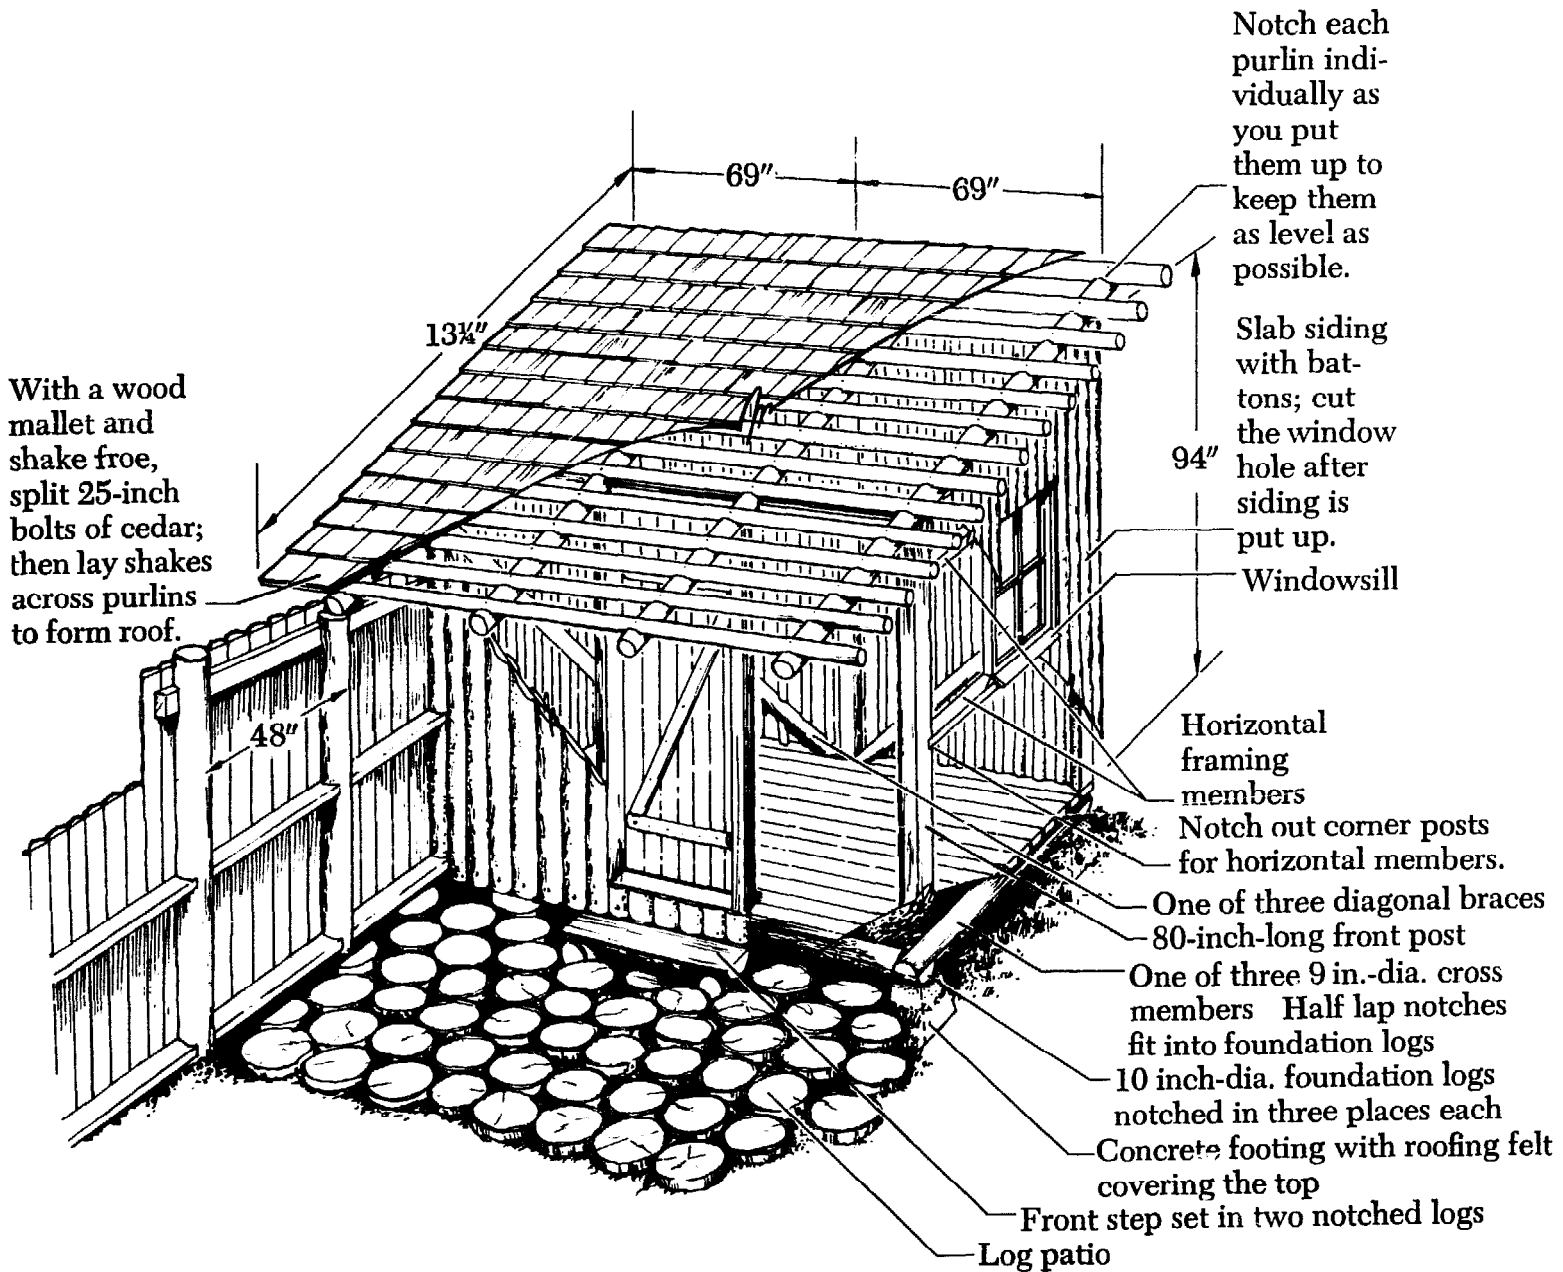 Notch each
purlin indi-
vidually as
you put
them up to
keep them
as level as
possible.
69″
69″
13¼″
Slab siding
with bat-
tons; cut
the window
hole after
siding is
put up.
94″
With a wood
mallet and
shake froe,
split 25-inch
bolts of cedar;
then lay shakes
across purlins
to form roof.
Windowsill
48″
Horizontal
framing
members
Notch out corner posts
for horizontal members.
One of three diagonal braces
80-inch-long front post
One of three 9 in.-dia. cross
members Half lap notches
fit into foundation logs
10 inch-dia. foundation logs
notched in three places each
Concrete footing with roofing felt
covering the top
Front step set in two notched logs
Log patio